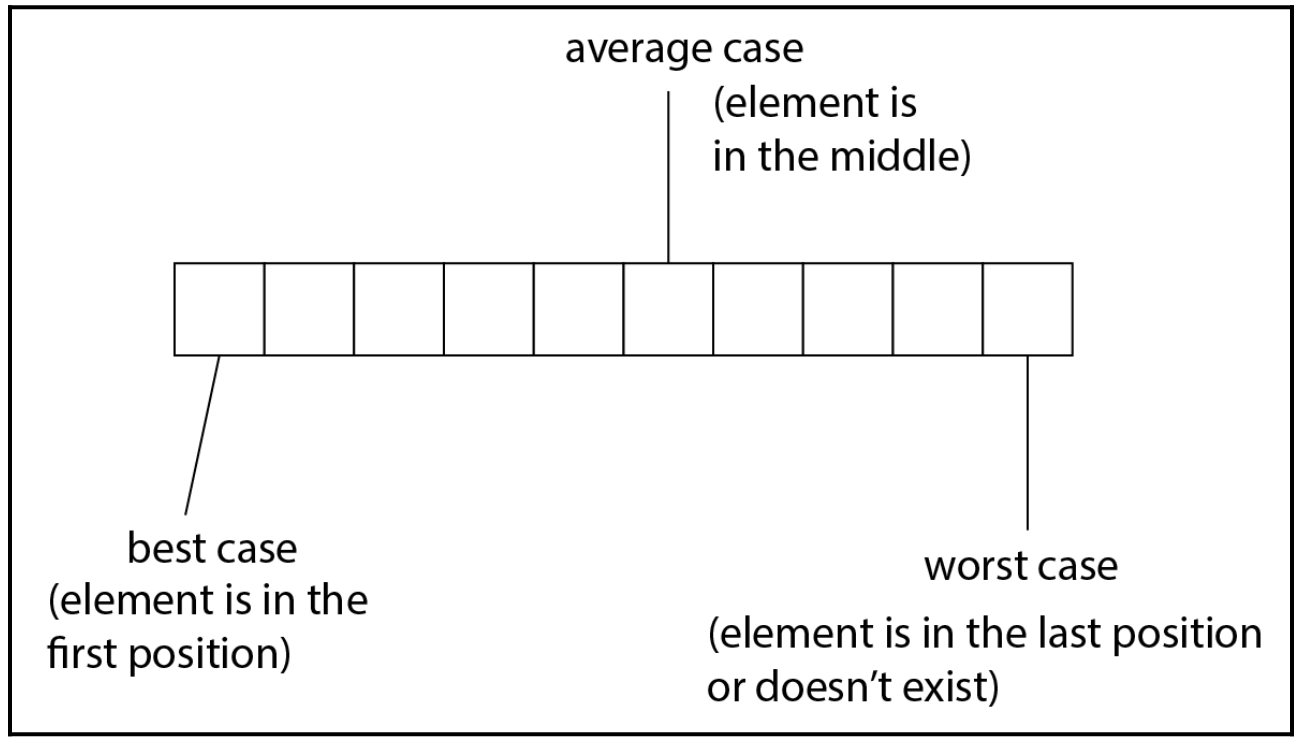 average case
(element is
in the middle)
best case
(element is in the
first position)
worst case
(element is in the last position
or doesn’t exist)